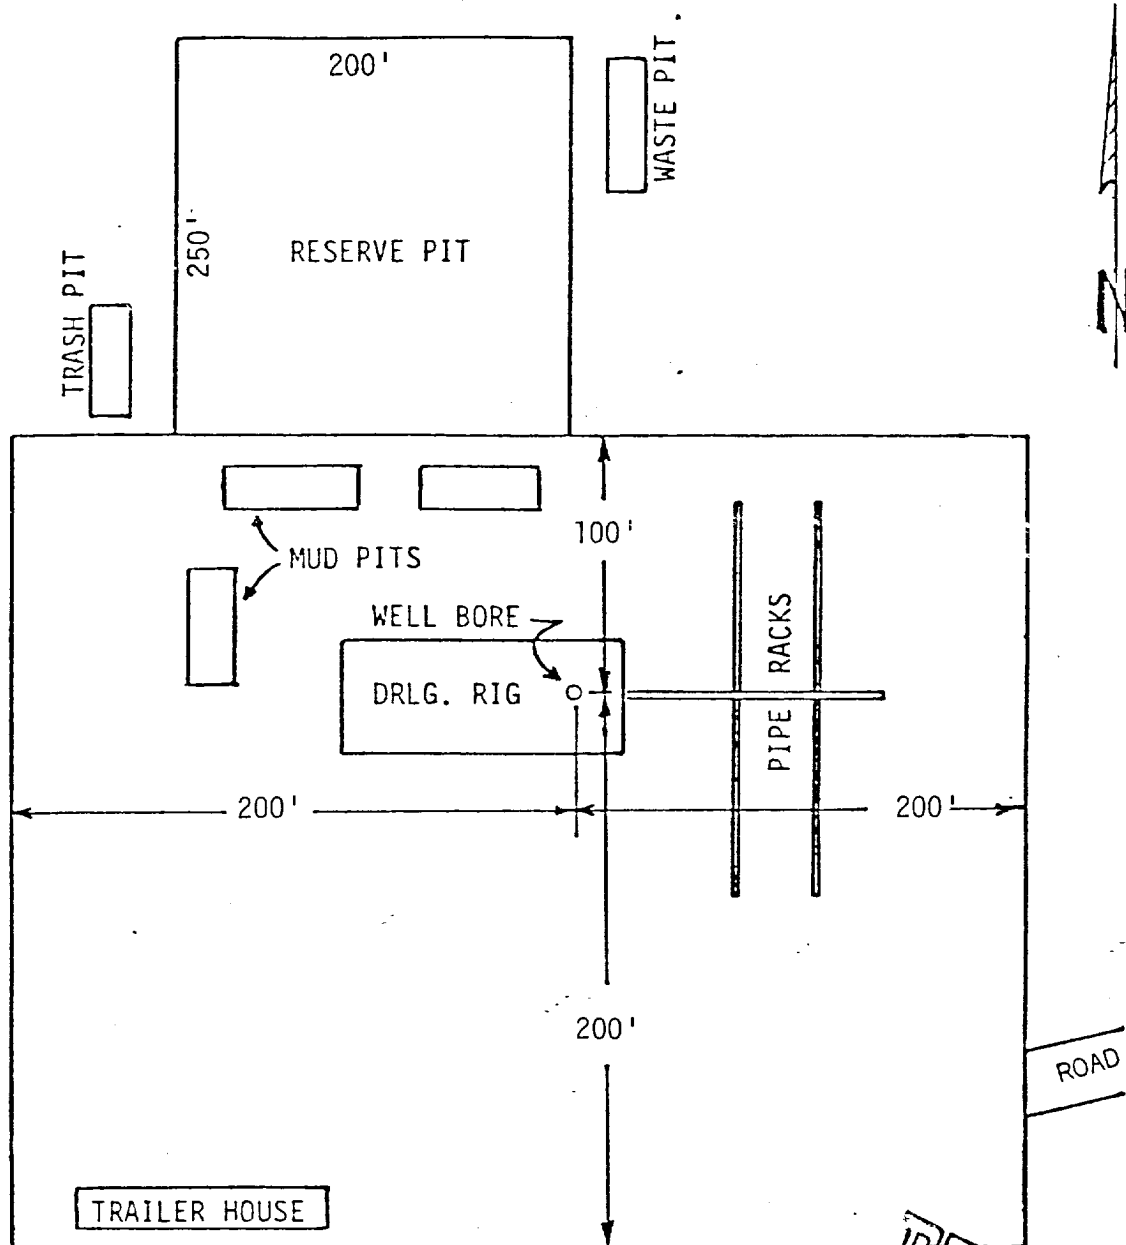 200'
WASTE PIT
250'
RESERVE PIT
TRASH PIT
N
100'
MUD PITS
WELL BORE
PIPE RACKS
DRLG. RIG
200'
200'
200'
ROAD
TRAILER HOUSE